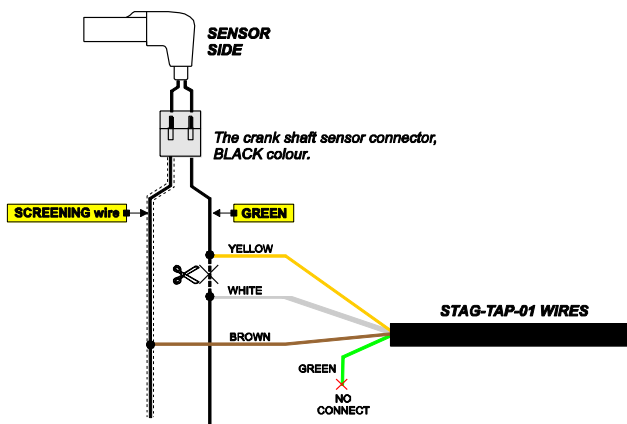 SENSOR
SIDE
The crank shaft sensor connector,
BLACK colour.
SCREENING wire
GREEN
YELLOW
WHITE
STAG-TAP-01 WIRES
BROWN
GREEN
NO
CONNECT